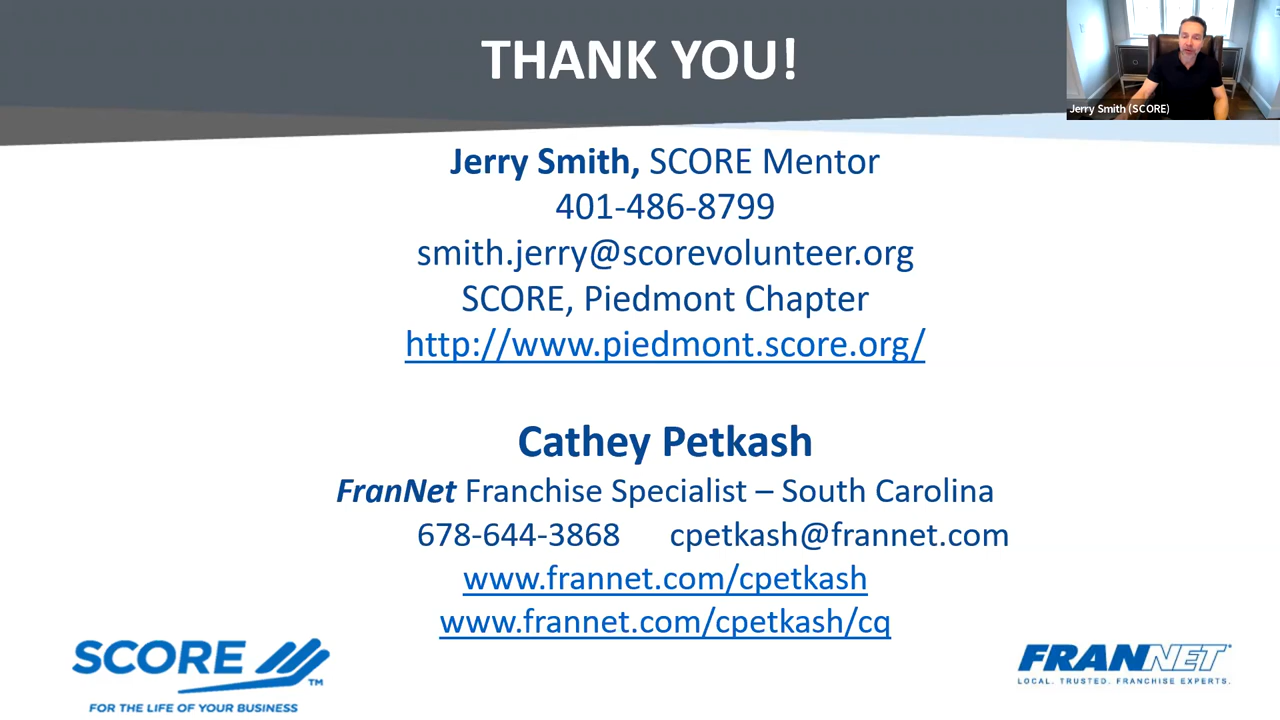 THANK YOU!
Jerry Smith (SCORE)
Jerry Smith, SCORE Mentor
401-486-8799
smith.jerry@scorevolunteer.org
SCORE, Piedmont Chapter
http://www.piedmont.score.org/
Cathey Petkash
FranNet Franchise Specialist – South Carolina
678-644-3868 cpetkash@frannet.com
www.frannet.com/cpetkash
www.frannet.com/cpetkash/cq
SCORE TM
FOR THE LIFE OF YOUR BUSINESS
FRANNET
LOCAL. TRUSTED. FRANCHISE EXPERTS.